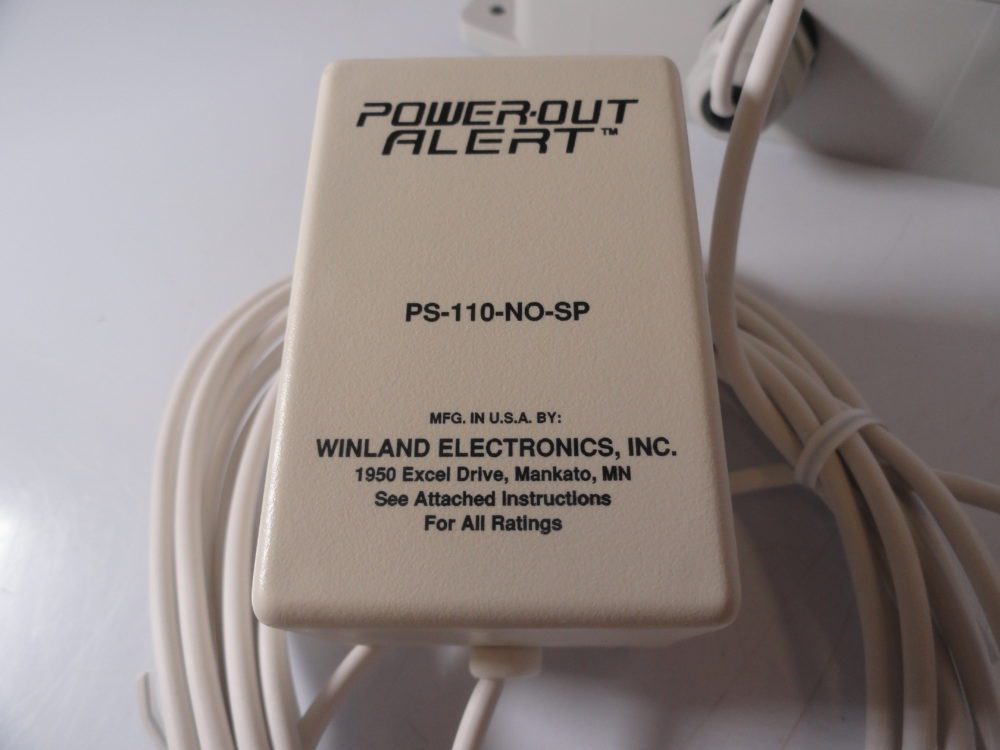 POWER·OUT
ALERT™
PS-110-NO-SP
MFG. IN U.S.A. BY:
WINLAND ELECTRONICS, INC.
1950 Excel Drive, Mankato, MN
See Attached Instructions
For All Ratings